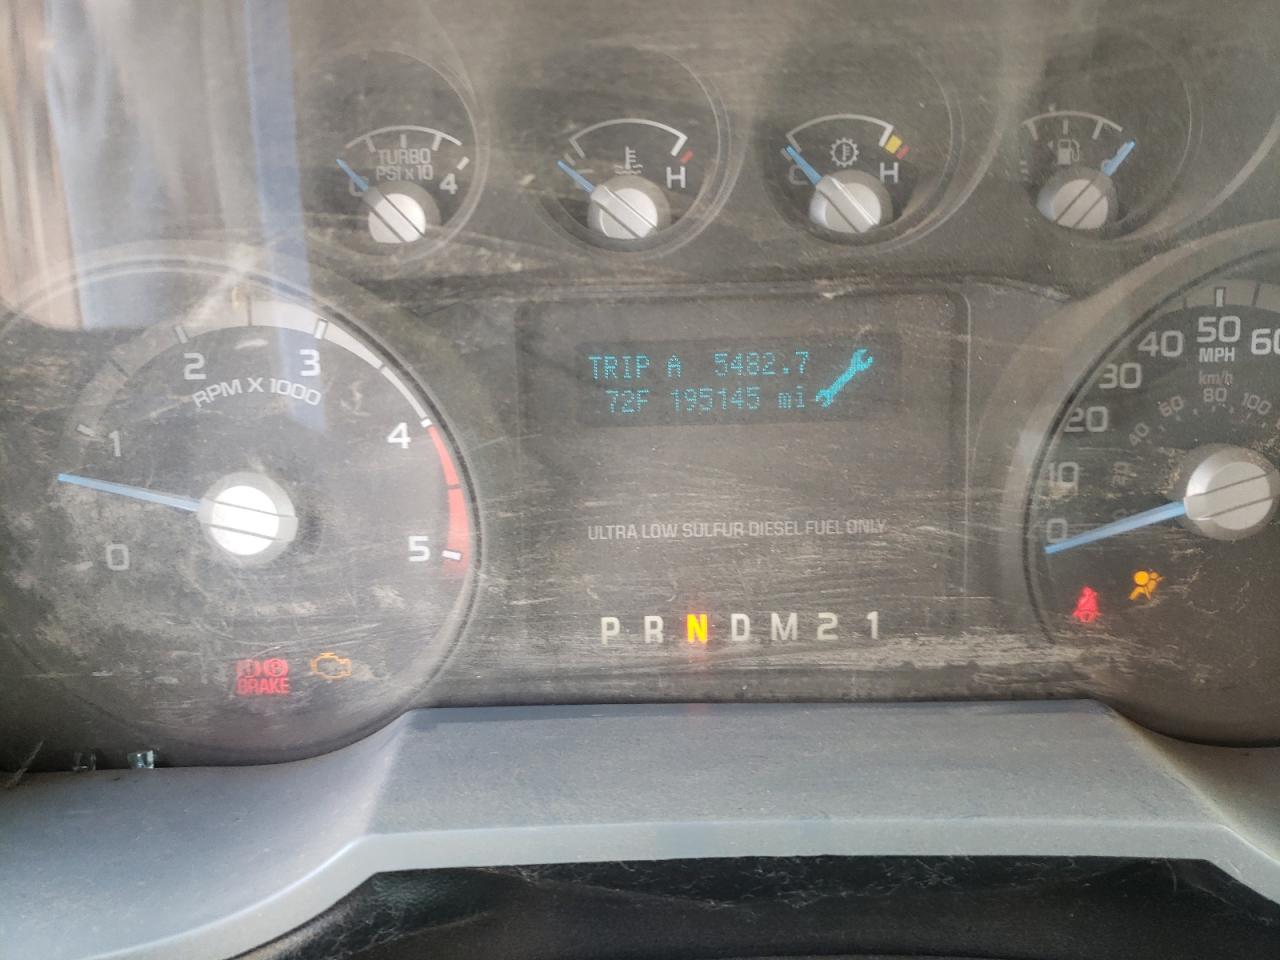 TURBO
PSI x 10
4
H
C
H
2
3
RPM X 1000
1
4
0
5
TRIP A 5482.7
72F 195145 mi
ULTRA LOW SULFUR DIESEL FUEL ONLY
P R N D M 2 1
BRAKE
40 50 60
MPH
30
km/h
20
60 80 100
40
10
0